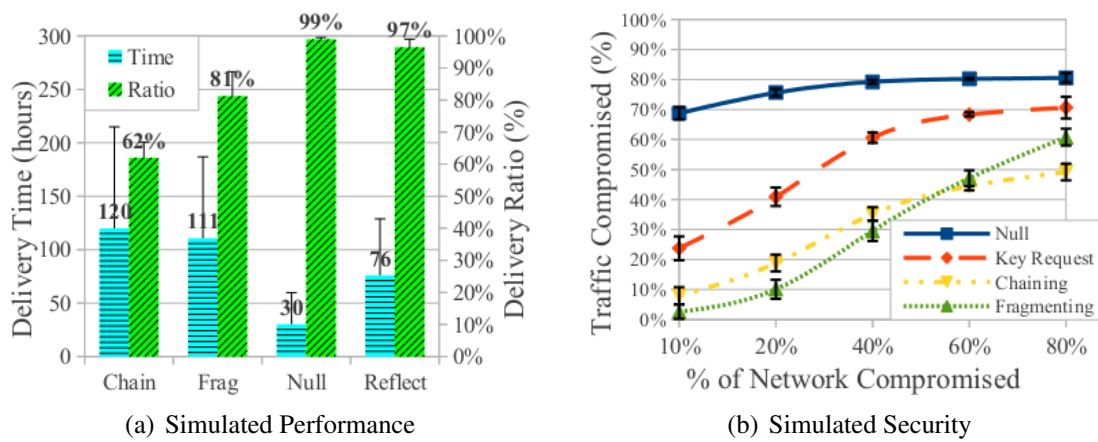 300
250
200
150
100
50
0
Delivery Time (hours)
Time
Ratio
120
62%
111
81%
30
99%
76
97%
100%
90%
80%
70%
60%
50%
40%
30%
20%
10%
0%
Delivery Ratio (%)
Chain Frag Null Reflect
(a) Simulated Performance
100%
90%
80%
70%
60%
50%
40%
30%
20%
10%
0%
Traffic Compromised (%)
Null
Key Request
Chaining
Fragmenting
10% 20% 40% 60% 80%
% of Network Compromised
(b) Simulated Security